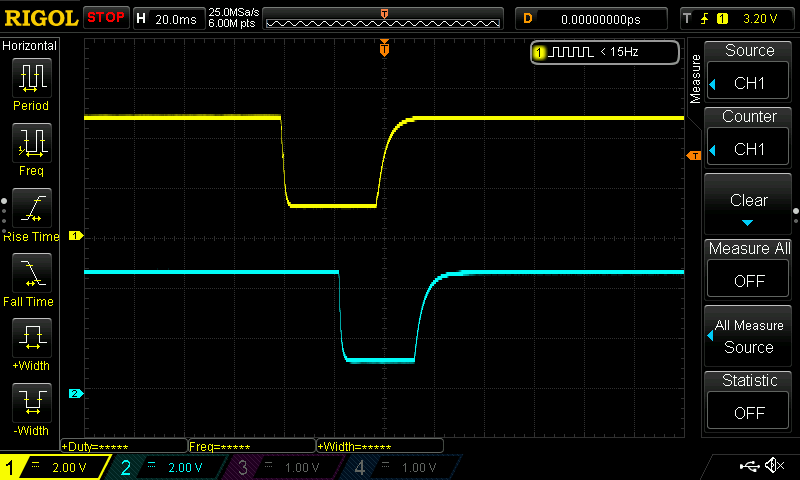 RIGOL STOP H 20.0ms 25.0MSa/s 6.00M pts T D 0.00000000ps T 1 3.20 V
Horizontal
Period
Freq
Rise Time
Fall Time
+Width
-Width
T
1 < 15Hz
T
1
2
Measure
Source
CH1
Counter
CH1
Clear
Measure All
OFF
All Measure
Source
Statistic
OFF
+Duty=***** Freq=***** +Width=*****
1 = 2.00 V 2 = 2.00 V 3 = 1.00 V 4 = 1.00 V